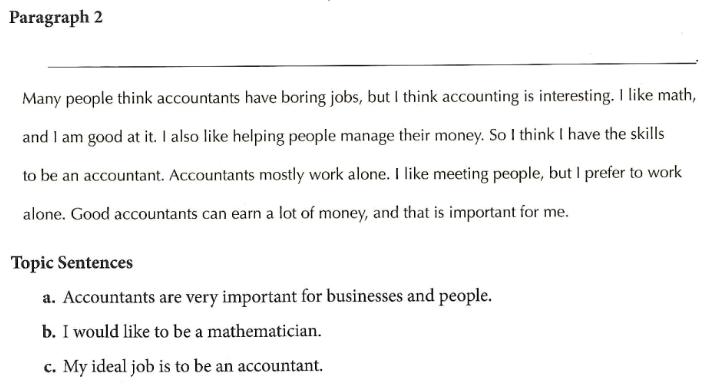 Paragraph 2
Many people think accountants have boring jobs, but I think accounting is interesting. I like math,
and I am good at it. I also like helping people manage their money. So I think I have the skills
to be an accountant. Accountants mostly work alone. I like meeting people, but I prefer to work
alone. Good accountants can earn a lot of money, and that is important for me.
Topic Sentences
a. Accountants are very important for businesses and people.
b. I would like to be a mathematician.
c. My ideal job is to be an accountant.